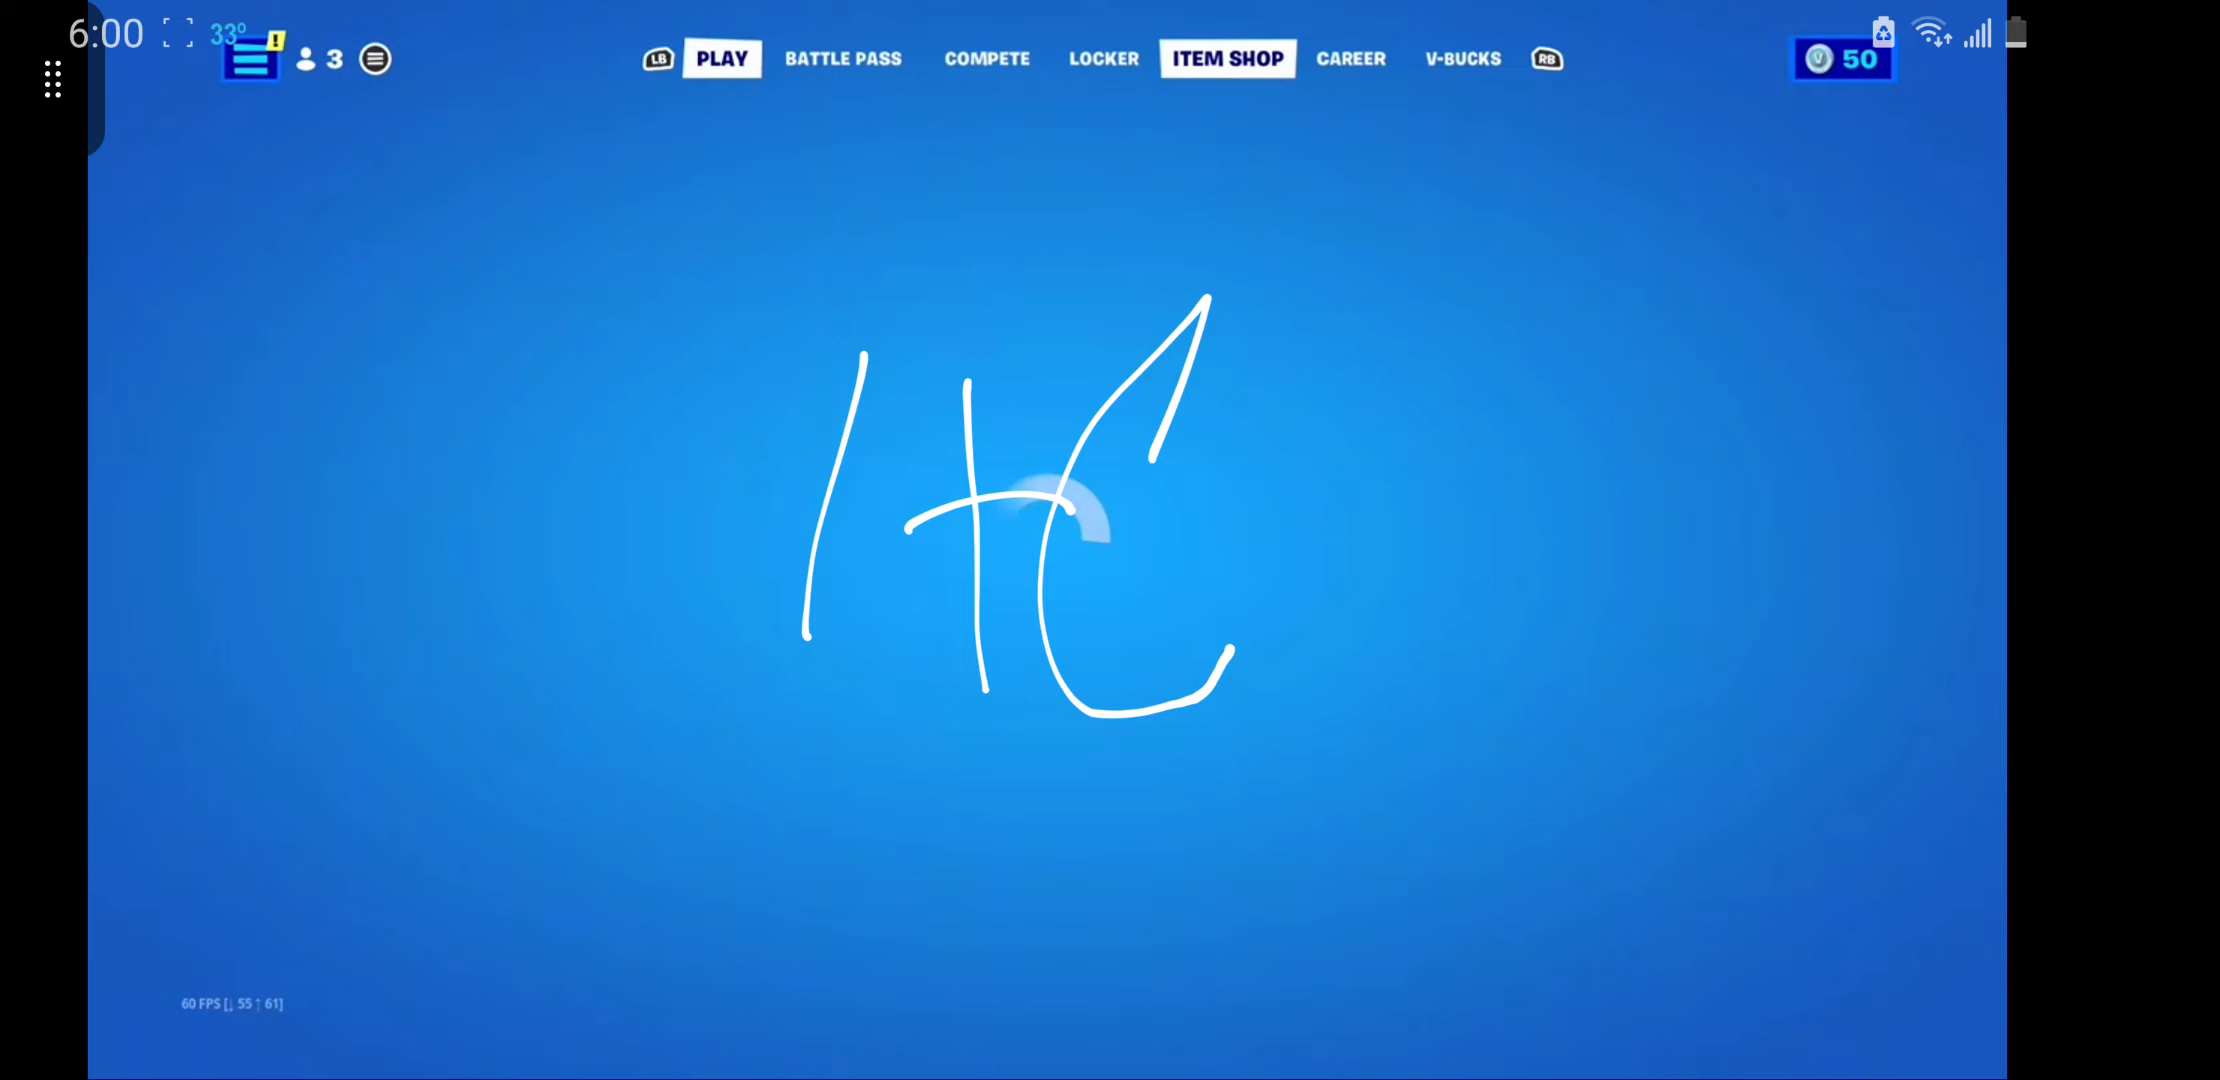 6:00 33°
! 3 LB PLAY BATTLE PASS COMPETE LOCKER ITEM SHOP CAREER V-BUCKS RB V 50
60 FPS [↓ 55 ↑ 61]